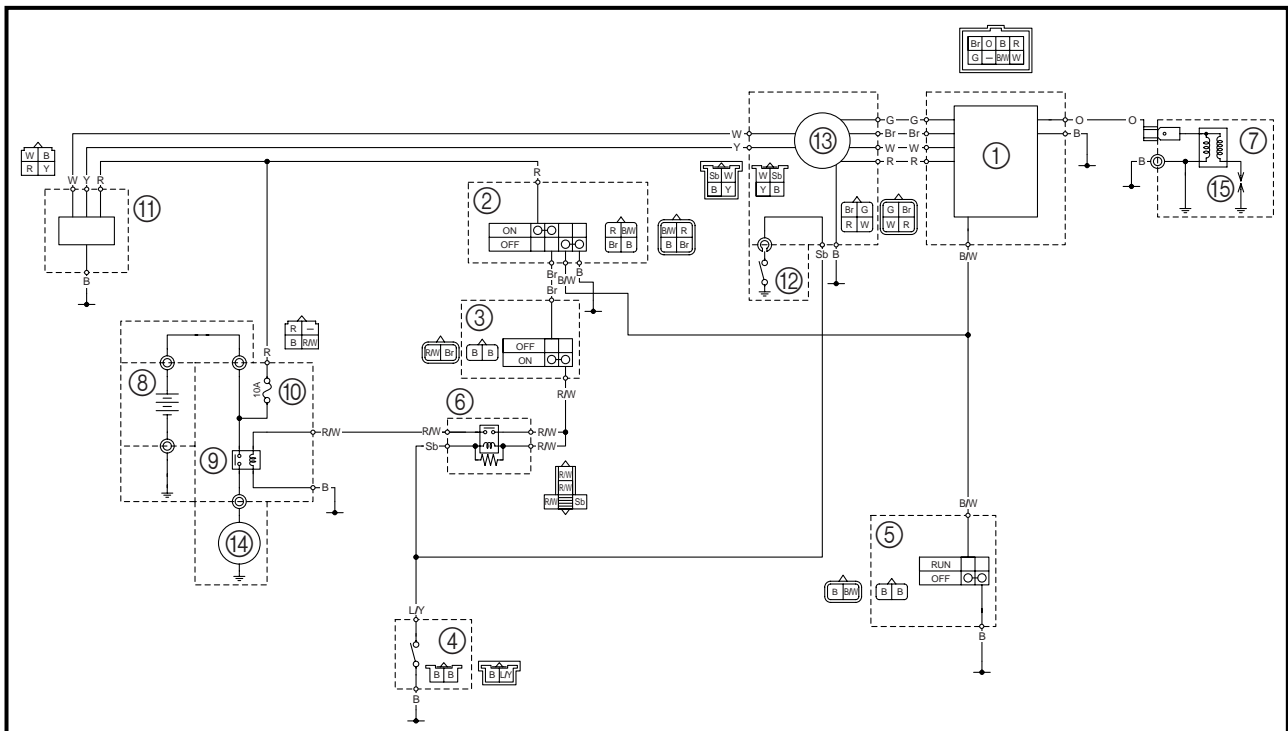 Br O B R
G – B/W W
W B
R Y
W Y R
⑪
B
R
②
ON
OFF
R B/W
Br B
B/W R
B Br
Br B/W B
Br
③
OFF
ON
R/W Br
B B
R/W
W
Y
⑬
G G
Br Br
W W
R R
Sb W
B Y
W Sb
Y B
Br G
R W
G Br
W R
⑫
Sb B
①
O O
B
B/W
B
⑦
⑮
R –
B R/W
R
⑧
10A
⑩
⑨
R/W
B
⑭
⑥
R/W R/W
Sb R/W
R/W
R/W
R/W Sb
L/Y
④
B B
B L/Y
B
B/W
⑤
RUN
OFF
B B/W
B B
B